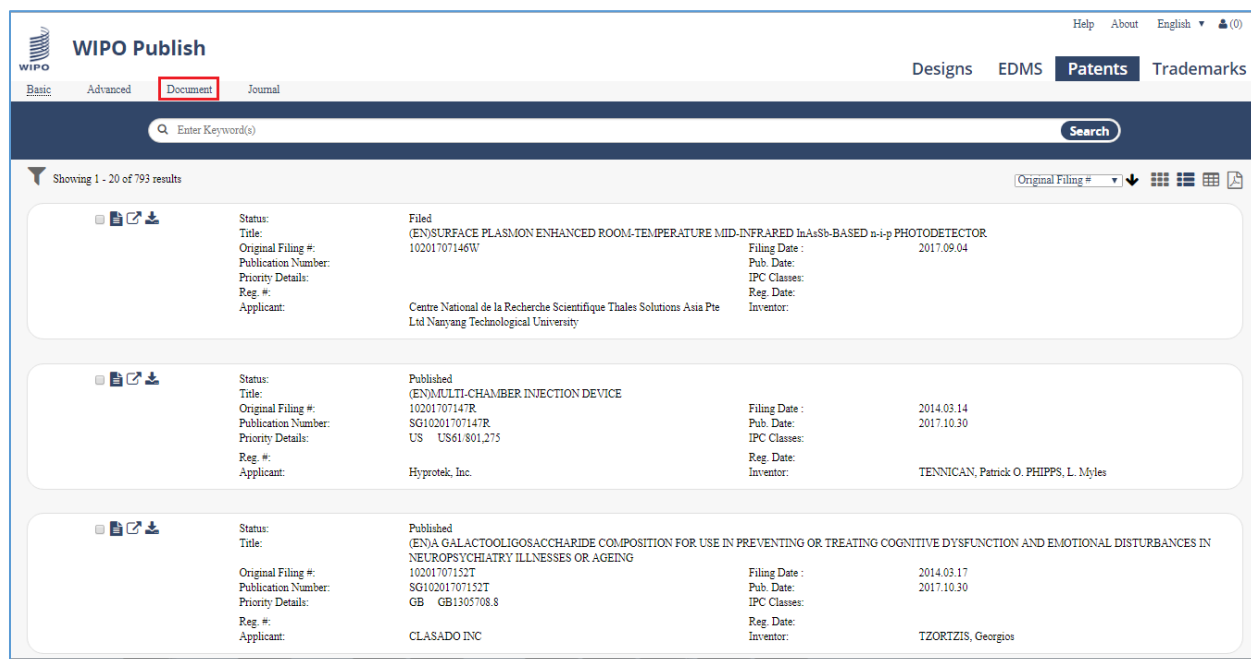 Help About English ▼ (0)
WIPO Publish
WIPO
Designs EDMS Patents Trademarks
Basic Advanced Document Journal
Enter Keyword(s) Search
Showing 1 - 20 of 793 results Original Filing # ▼
Status: Filed
Title: (EN)SURFACE PLASMON ENHANCED ROOM-TEMPERATURE MID-INFRARED InAsSb-BASED n-i-p PHOTODETECTOR
Original Filing #: 10201707146W Filing Date : 2017.09.04
Publication Number: Pub. Date:
Priority Details: IPC Classes:
Reg. #: Reg. Date:
Applicant: Centre National de la Recherche Scientifique Thales Solutions Asia Pte Inventor:
Ltd Nanyang Technological University
Status: Published
Title: (EN)MULTI-CHAMBER INJECTION DEVICE
Original Filing #: 10201707147R Filing Date : 2014.03.14
Publication Number: SG10201707147R Pub. Date: 2017.10.30
Priority Details: US US61/801,275 IPC Classes:
Reg. #: Reg. Date:
Applicant: Hyprotek, Inc. Inventor: TENNICAN, Patrick O. PHIPPS, L. Myles
Status: Published
Title: (EN)A GALACTOOLIGOSACCHARIDE COMPOSITION FOR USE IN PREVENTING OR TREATING COGNITIVE DYSFUNCTION AND EMOTIONAL DISTURBANCES IN
NEUROPSYCHIATRY ILLNESSES OR AGEING
Original Filing #: 10201707152T Filing Date : 2014.03.17
Publication Number: SG10201707152T Pub. Date: 2017.10.30
Priority Details: GB GB1305708.8 IPC Classes:
Reg. #: Reg. Date:
Applicant: CLASADO INC Inventor: TZORTZIS, Georgios